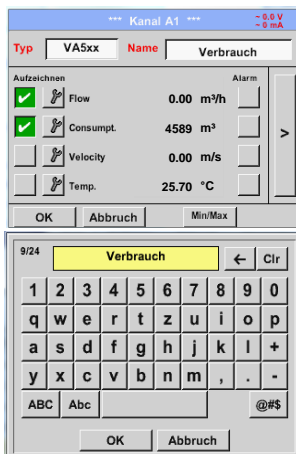 *** Kanal A1 ***
~ 0.0 V
~ 0 mA
Typ VA5xx Name Verbrauch
Aufzeichnen Alarm
Flow 0.00 m³/h
Consumpt. 4589 m³
Velocity 0.00 m/s
Temp. 25.70 °C
>
OK Abbruch Min/Max
9/24 Verbrauch ← Clr
1 2 3 4 5 6 7 8 9 0
q w e r t z u i o p
a s d f g h j k l +
y x c v b n m , . -
ABC Abc @#$
OK Abbruch